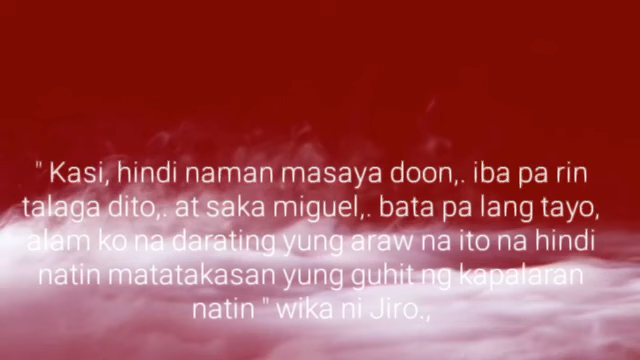 " Kasi, hindi naman masaya doon,. iba pa rin
talaga dito,. at saka miguel,. bata pa lang tayo,
alam ko na darating yung araw na ito na hindi
natin matatakasan yung guhit ng kapalaran
natin " wika ni Jiro.,